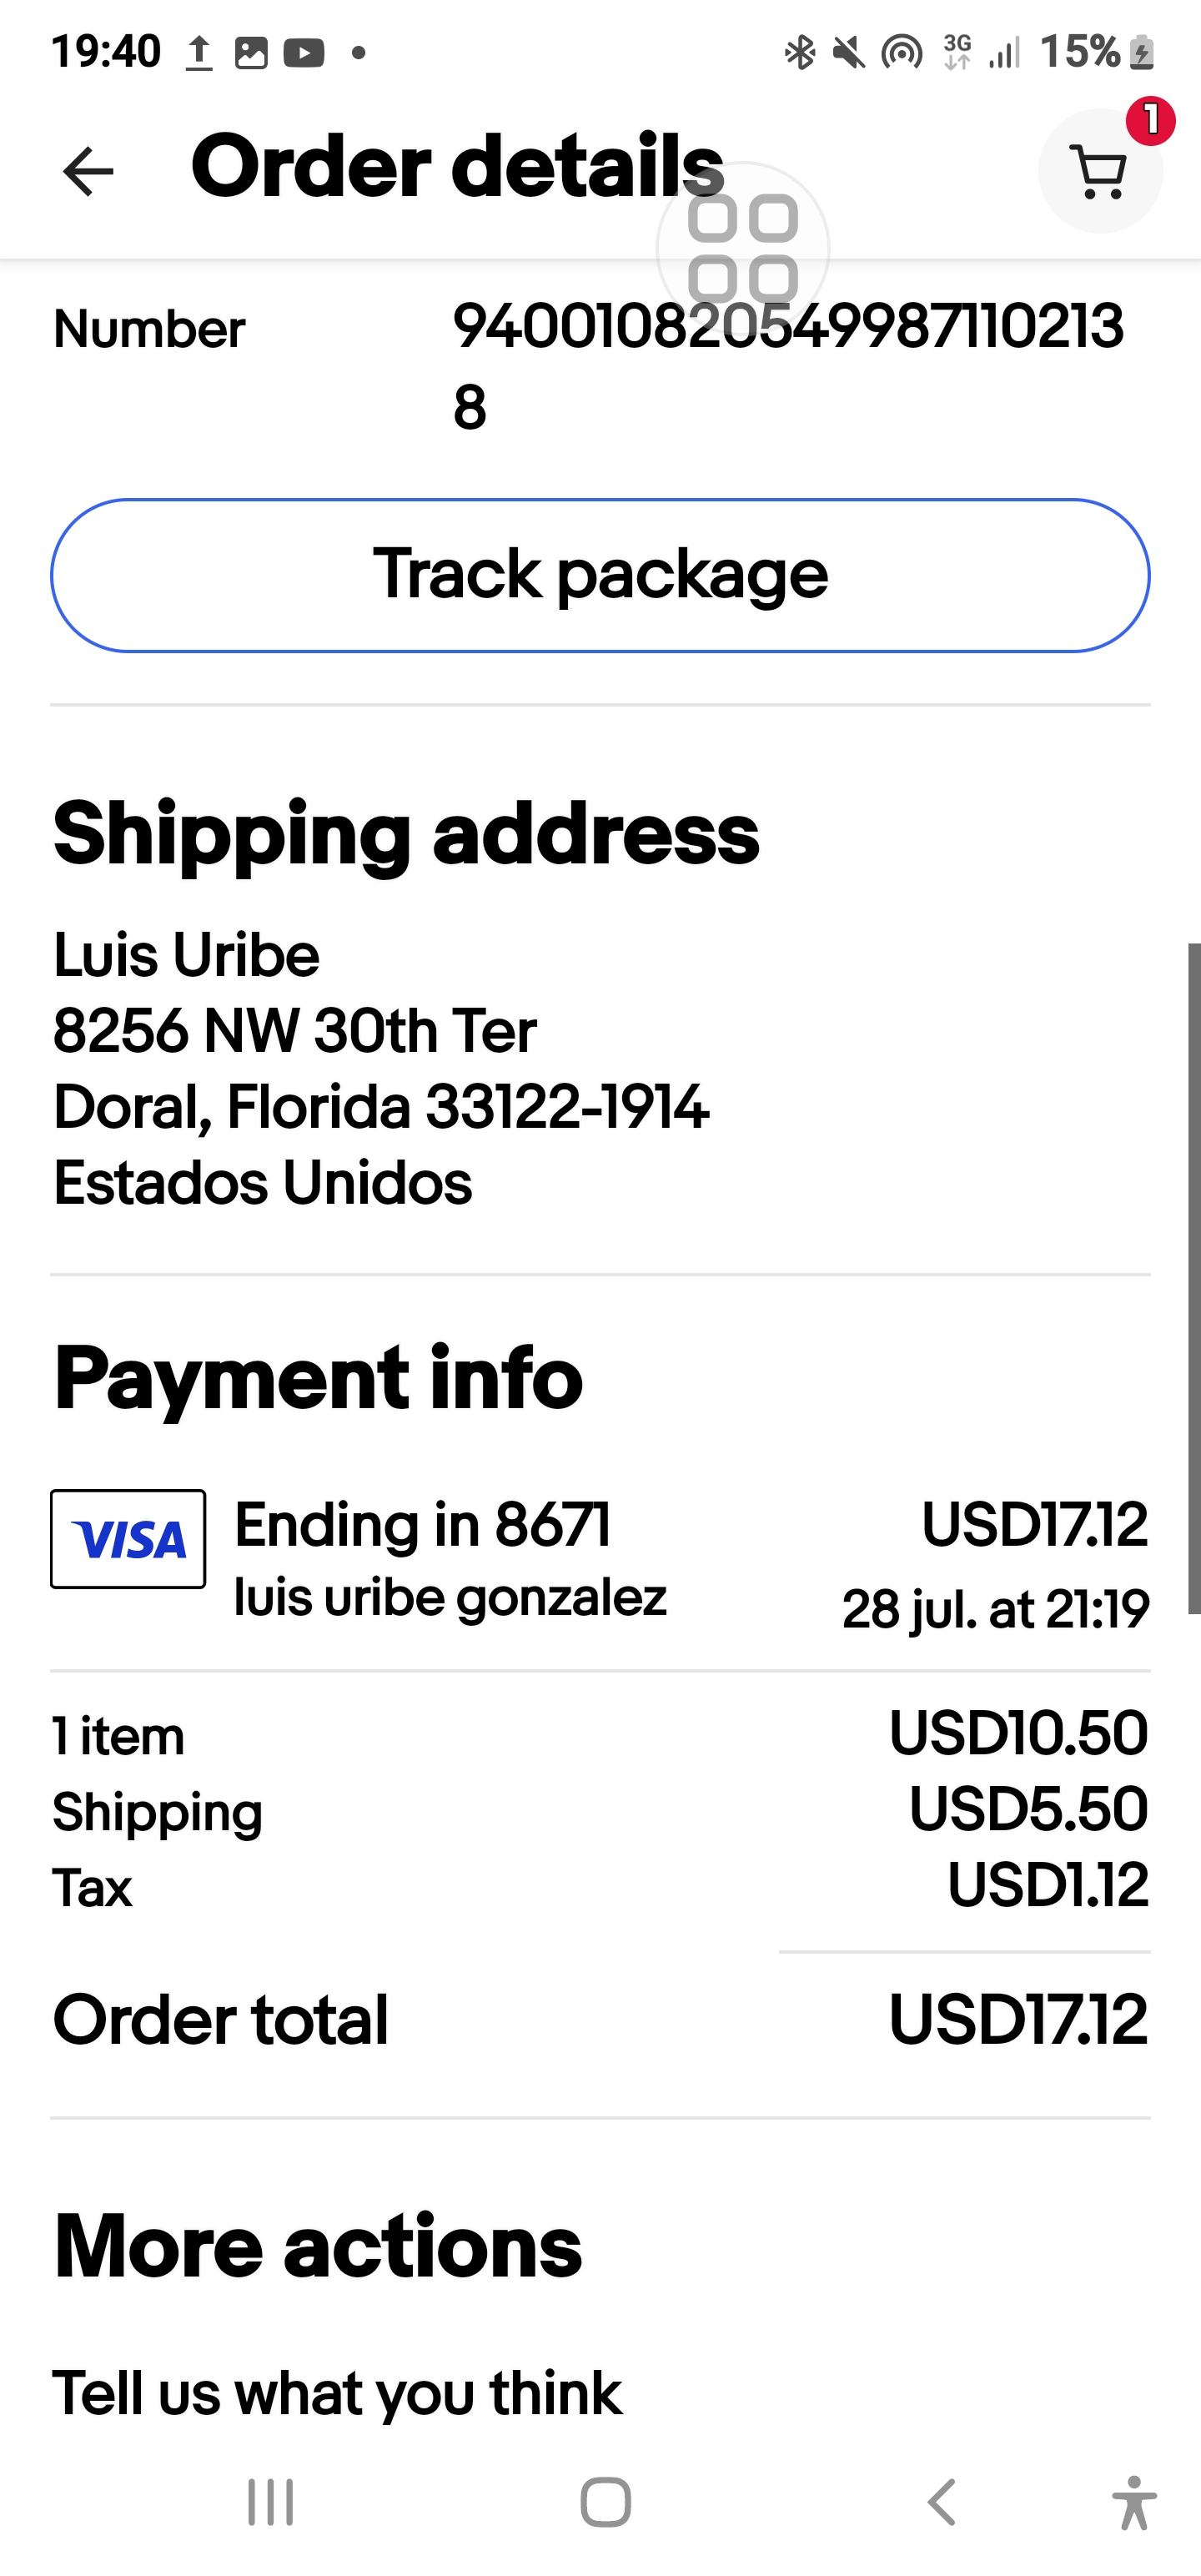 19:40
3G
15%
Order details
1
Number
940010820549987110213
8
Track package
Shipping address
Luis Uribe
8256 NW 30th Ter
Doral, Florida 33122-1914
Estados Unidos
Payment info
VISA
Ending in 8671
USD17.12
luis uribe gonzalez
28 jul. at 21:19
1 item
USD10.50
Shipping
USD5.50
Tax
USD1.12
Order total
USD17.12
More actions
Tell us what you think